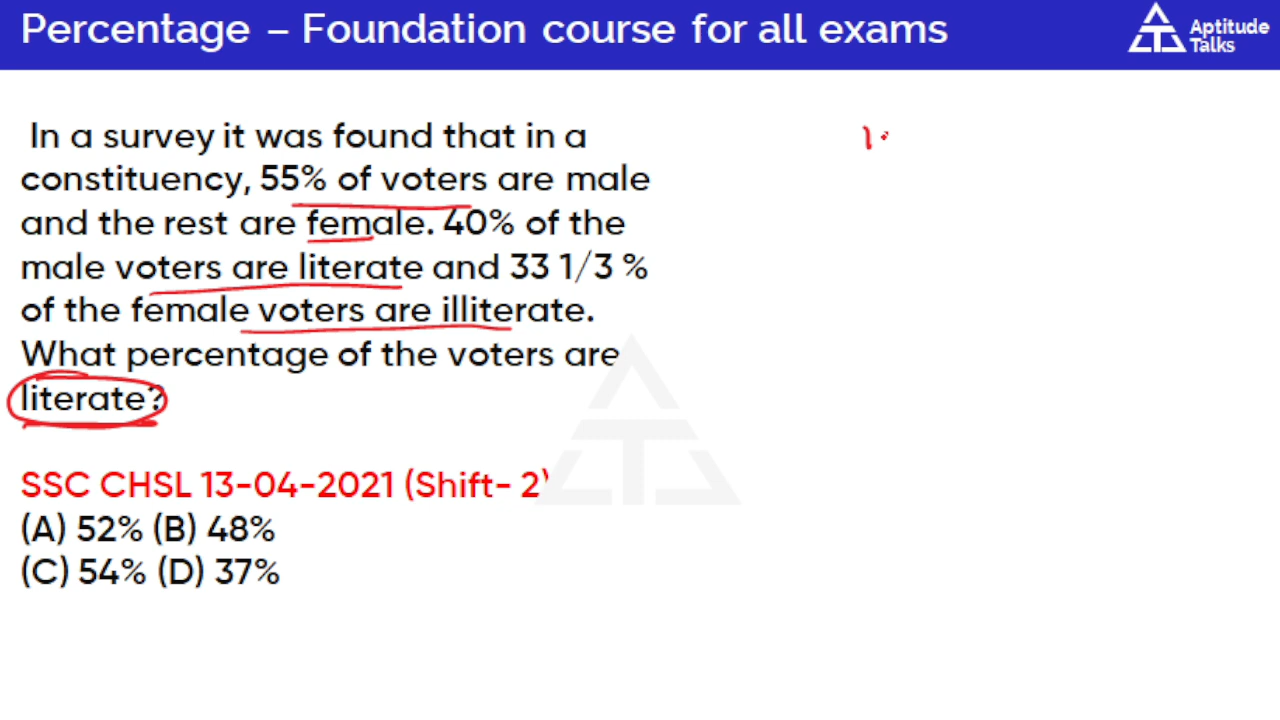 Percentage – Foundation course for all exams
Aptitude
Talks
In a survey it was found that in a
constituency, 55% of voters are male
and the rest are female. 40% of the
male voters are literate and 33 1/3 %
of the female voters are illiterate.
What percentage of the voters are
literate?
SSC CHSL 13-04-2021 (Shift- 2)
(A) 52% (B) 48%
(C) 54% (D) 37%